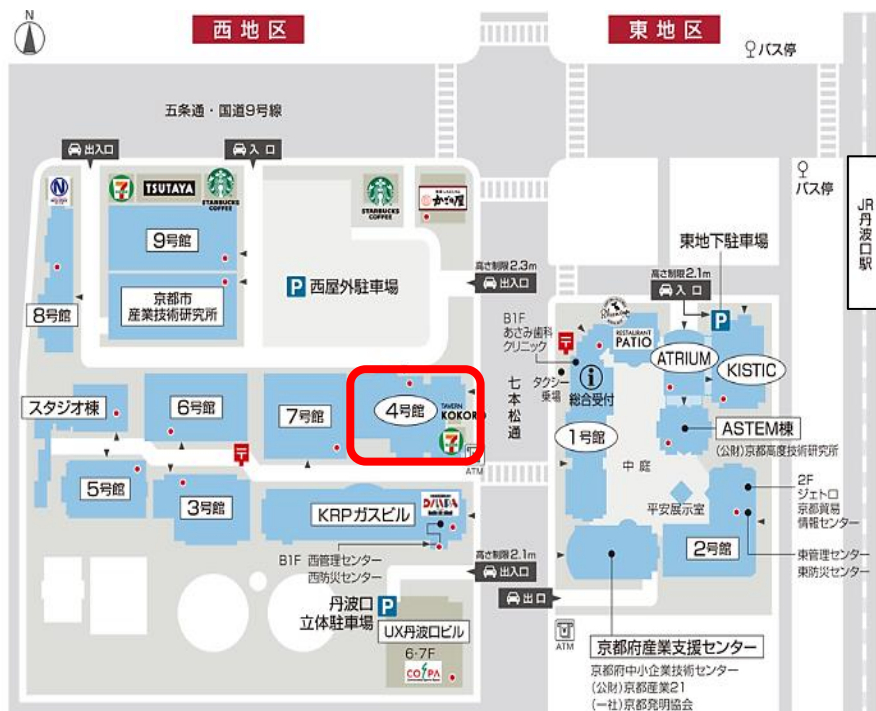 N
西地区
東地区
バス停
五条通・国道9号線
出入口
入口
バス停
JR丹波口駅
TSUTAYA
STARBUCKS COFFEE
STARBUCKS COFFEE
かごの屋
9号館
京都市
産業技術研究所
8号館
P 西屋外駐車場
高さ制限2.3m
出入口
東地下駐車場
高さ制限2.1m
入口
P
B1F
あさみ歯科
クリニック
RESTAURANT
PATIO
ATRIUM
KISTIC
タクシー
乗場
総合受付
七本松通
スタジオ棟
6号館
7号館
4号館
TAVERN
KOKORO
ATM
1号館
ASTEM棟
(公財)京都高度技術研究所
中庭
5号館
3号館
KRPガスビル
DAIPA
2F
ジェトロ
京都貿易
情報センター
平安展示室
2号館
B1F 西管理センター
西防災センター
高さ制限2.1m
出入口
東管理センター
東防災センター
出口
丹波口
立体駐車場
P
UX丹波口ビル
6・7F
COSPA
ATM
京都府産業支援センター
京都府中小企業技術センター
(公財)京都産業21
(一社)京都発明協会